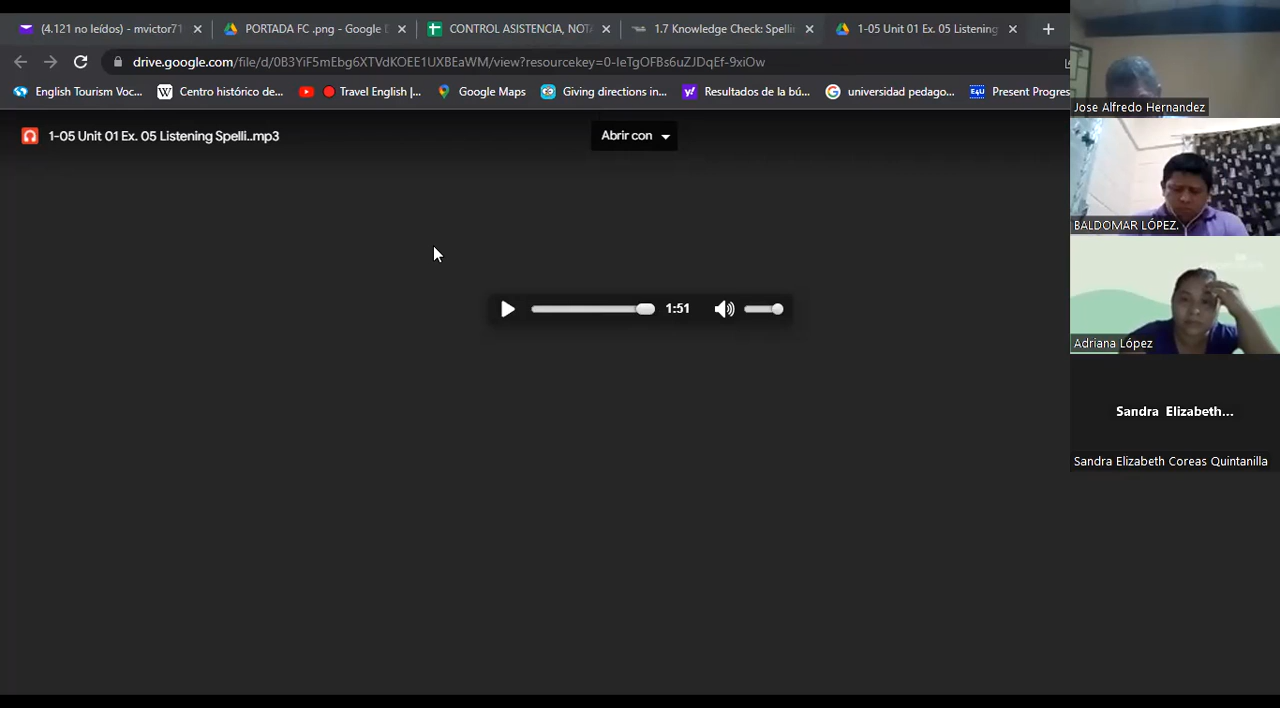 (4.121 no leídos) - mvictor71
PORTADA FC .png - Google D
CONTROL ASISTENCIA, NOTA
1.7 Knowledge Check: Spellin
1-05 Unit 01 Ex. 05 Listening
drive.google.com/file/d/0B3YiF5mEbg6XTVdKOEE1UXBEaWM/view?resourcekey=0-IeTgOFBs6uZJDqEf-9xiOw
English Tourism Voc...
Centro histórico de...
Travel English |...
Google Maps
Giving directions in...
Resultados de la bú...
universidad pedago...
Present Progres
1-05 Unit 01 Ex. 05 Listening Spelli..mp3
Abrir con
1:51
Jose Alfredo Hernandez
BALDOMAR LÓPEZ.
Adriana López
Sandra Elizabeth...
Sandra Elizabeth Coreas Quintanilla